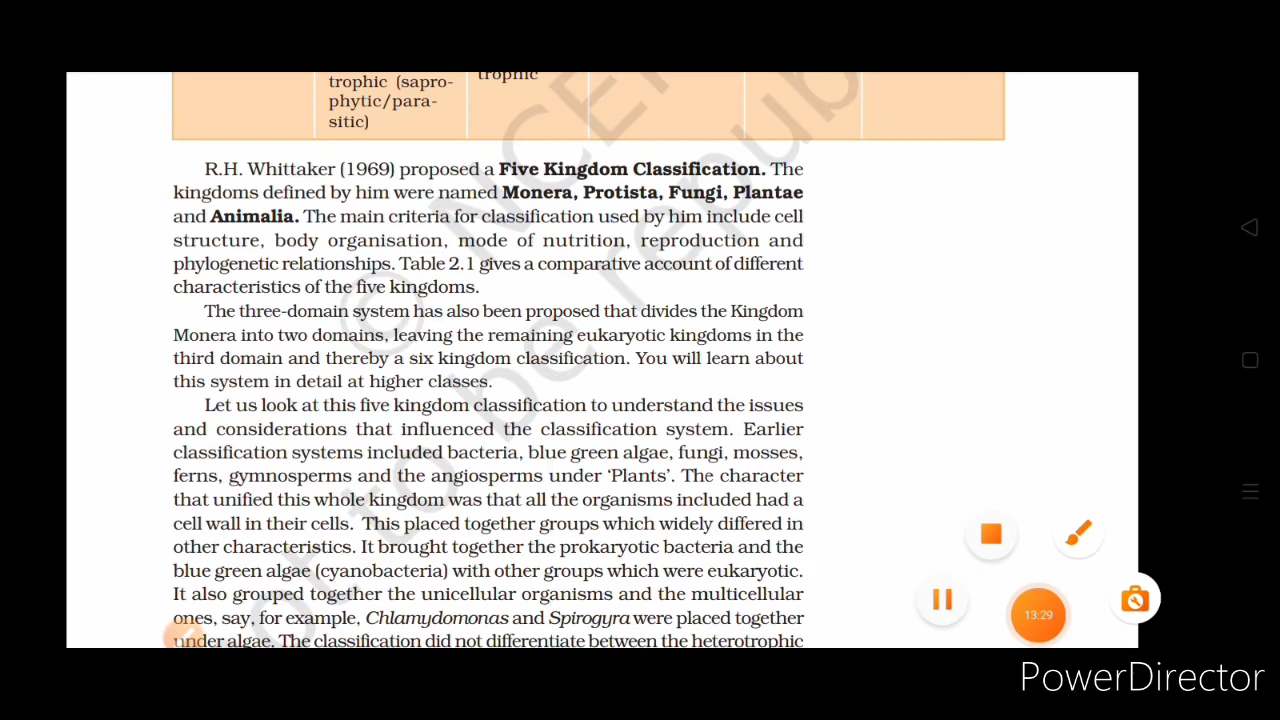 trophic (sapro-
phytic/para-
sitic)
trophic
R.H. Whittaker (1969) proposed a Five Kingdom Classification. The
kingdoms defined by him were named Monera, Protista, Fungi, Plantae
and Animalia. The main criteria for classification used by him include cell
structure, body organisation, mode of nutrition, reproduction and
phylogenetic relationships. Table 2.1 gives a comparative account of different
characteristics of the five kingdoms.
The three-domain system has also been proposed that divides the Kingdom
Monera into two domains, leaving the remaining eukaryotic kingdoms in the
third domain and thereby a six kingdom classification. You will learn about
this system in detail at higher classes.
Let us look at this five kingdom classification to understand the issues
and considerations that influenced the classification system. Earlier
classification systems included bacteria, blue green algae, fungi, mosses,
ferns, gymnosperms and the angiosperms under ‘Plants’. The character
that unified this whole kingdom was that all the organisms included had a
cell wall in their cells. This placed together groups which widely differed in
other characteristics. It brought together the prokaryotic bacteria and the
blue green algae (cyanobacteria) with other groups which were eukaryotic.
It also grouped together the unicellular organisms and the multicellular
ones, say, for example, Chlamydomonas and Spirogyra were placed together
under algae. The classification did not differentiate between the heterotrophic
13:29
PowerDirector